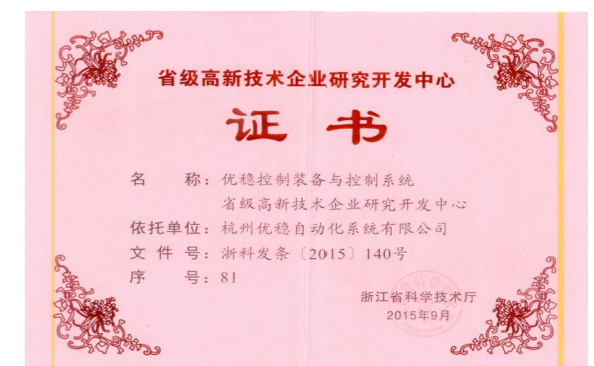 省级高新技术企业研究开发中心
证 书
名 称：优稳控制装备与控制系统
省级高新技术企业研究开发中心
依托单位：杭州优稳自动化系统有限公司
文 件 号：浙科发条〔2015〕140号
序 号：81
浙江省科学技术厅
2015年9月